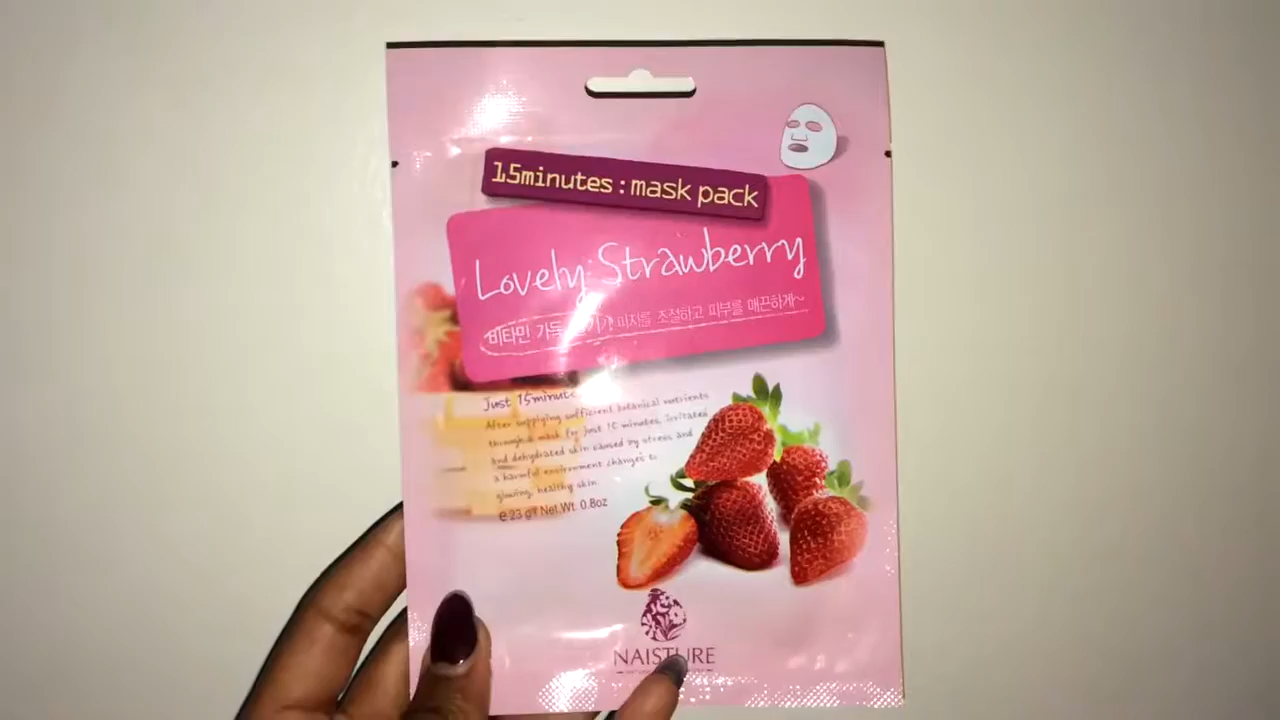 15minutes : mask pack
Lovely Strawberry
비타민 가득 피지를 조절하고 피부를 매끈하게~
Just 15minute
After supplying sufficient botanical nutrients
through a mask for just 10 minutes, irritated
and dehydrated skin caused by stress and
a harmful environment changes to
glowing, healthy skin.
e 23 g℮ Net.Wt. 0.8oz
NAISTURE